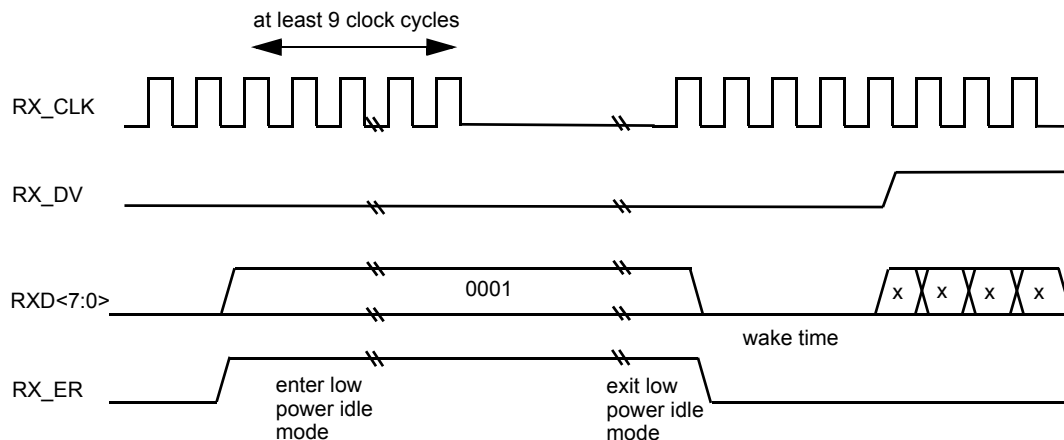 at least 9 clock cycles
RX_CLK
RX_DV
RXD<7:0>
0001
x x x x
wake time
RX_ER
enter low
power idle
mode
exit low
power idle
mode